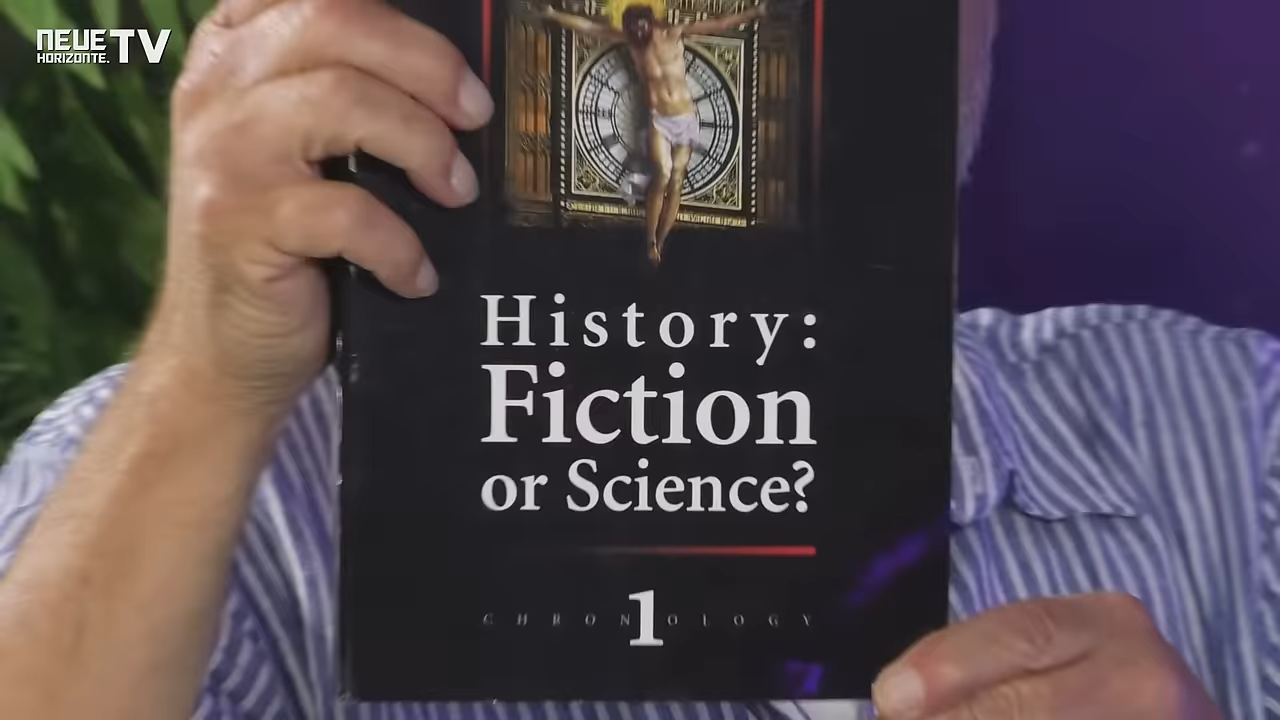 NEUE TV
HORIZONTE.
History:
Fiction
or Science?
1
CHRONOLOGY